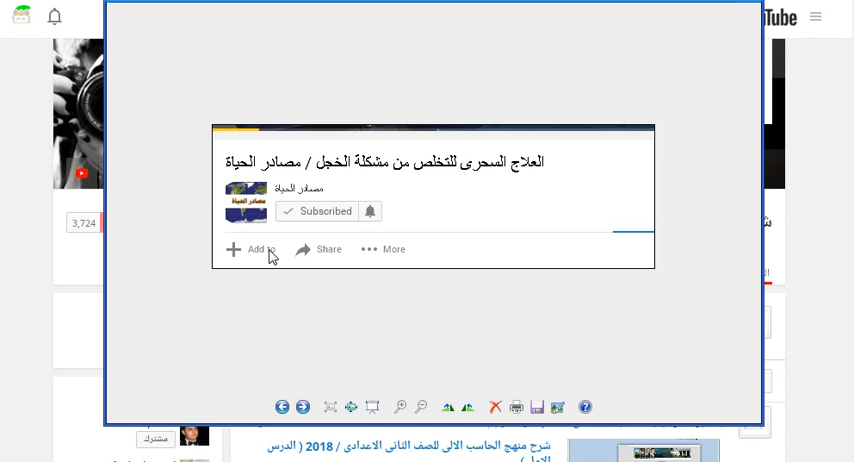 Tube
العلاج السحرى للتخلص من مشكلة الخجل / مصادر الحياة
مصادر الحياة
مصادر الحياة
Subscribed
Add to
Share
More
3,724
مشترك
شرح منهج الحاسب الالى للصف الثانى الاعدادى / 2018 ( الدرس